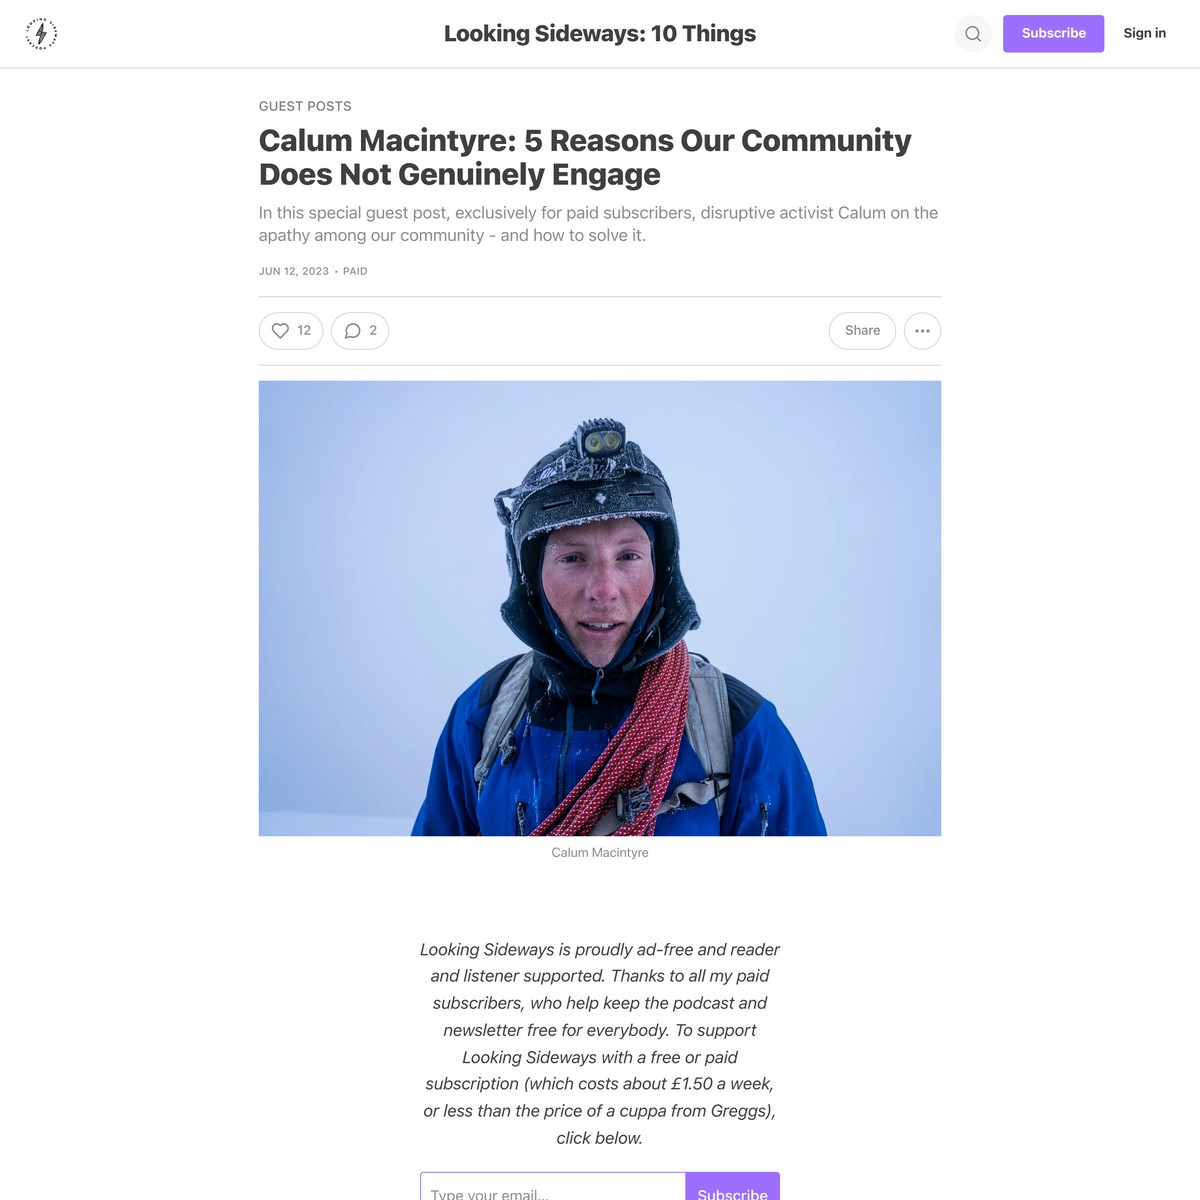 Looking Sideways: 10 Things
Subscribe
Sign in
GUEST POSTS
Calum Macintyre: 5 Reasons Our Community
Does Not Genuinely Engage
In this special guest post, exclusively for paid subscribers, disruptive activist Calum on the
apathy among our community - and how to solve it.
JUN 12, 2023 • PAID
12
2
Share
Calum Macintyre
Looking Sideways is proudly ad-free and reader
and listener supported. Thanks to all my paid
subscribers, who help keep the podcast and
newsletter free for everybody. To support
Looking Sideways with a free or paid
subscription (which costs about £1.50 a week,
or less than the price of a cuppa from Greggs),
click below.
Type your email...
Subscribe